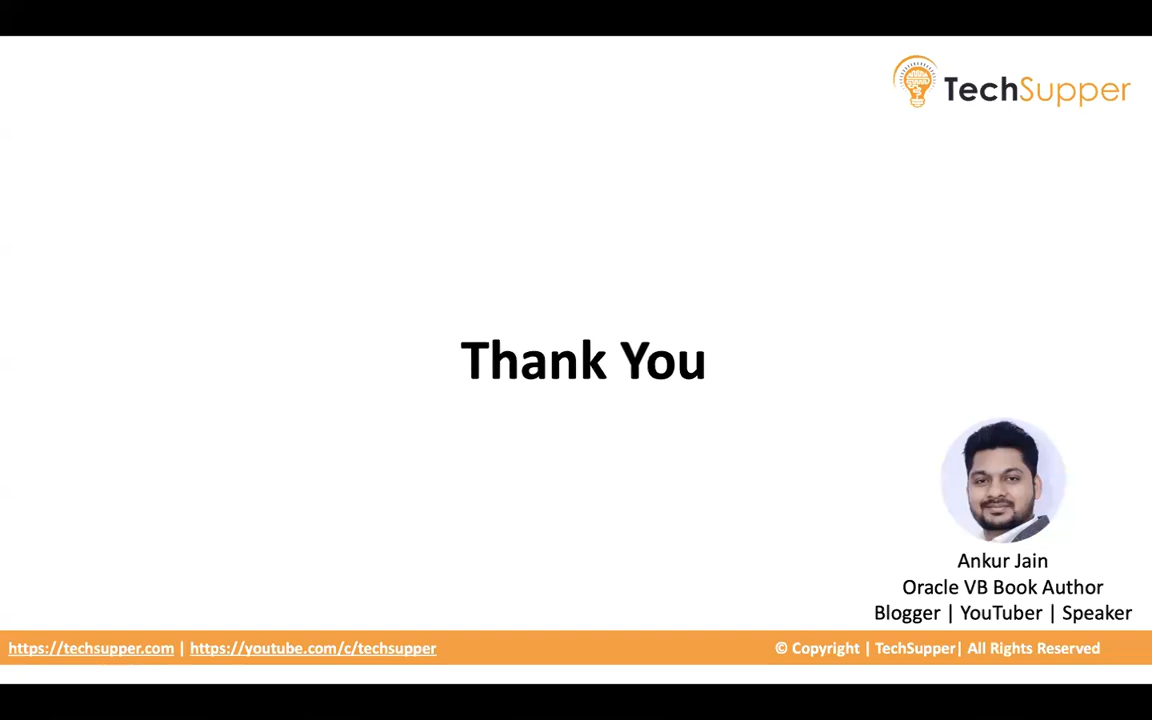 TechSupper
Thank You
Ankur Jain
Oracle VB Book Author
Blogger | YouTuber | Speaker
https://techsupper.com | https://youtube.com/c/techsupper
© Copyright | TechSupper| All Rights Reserved